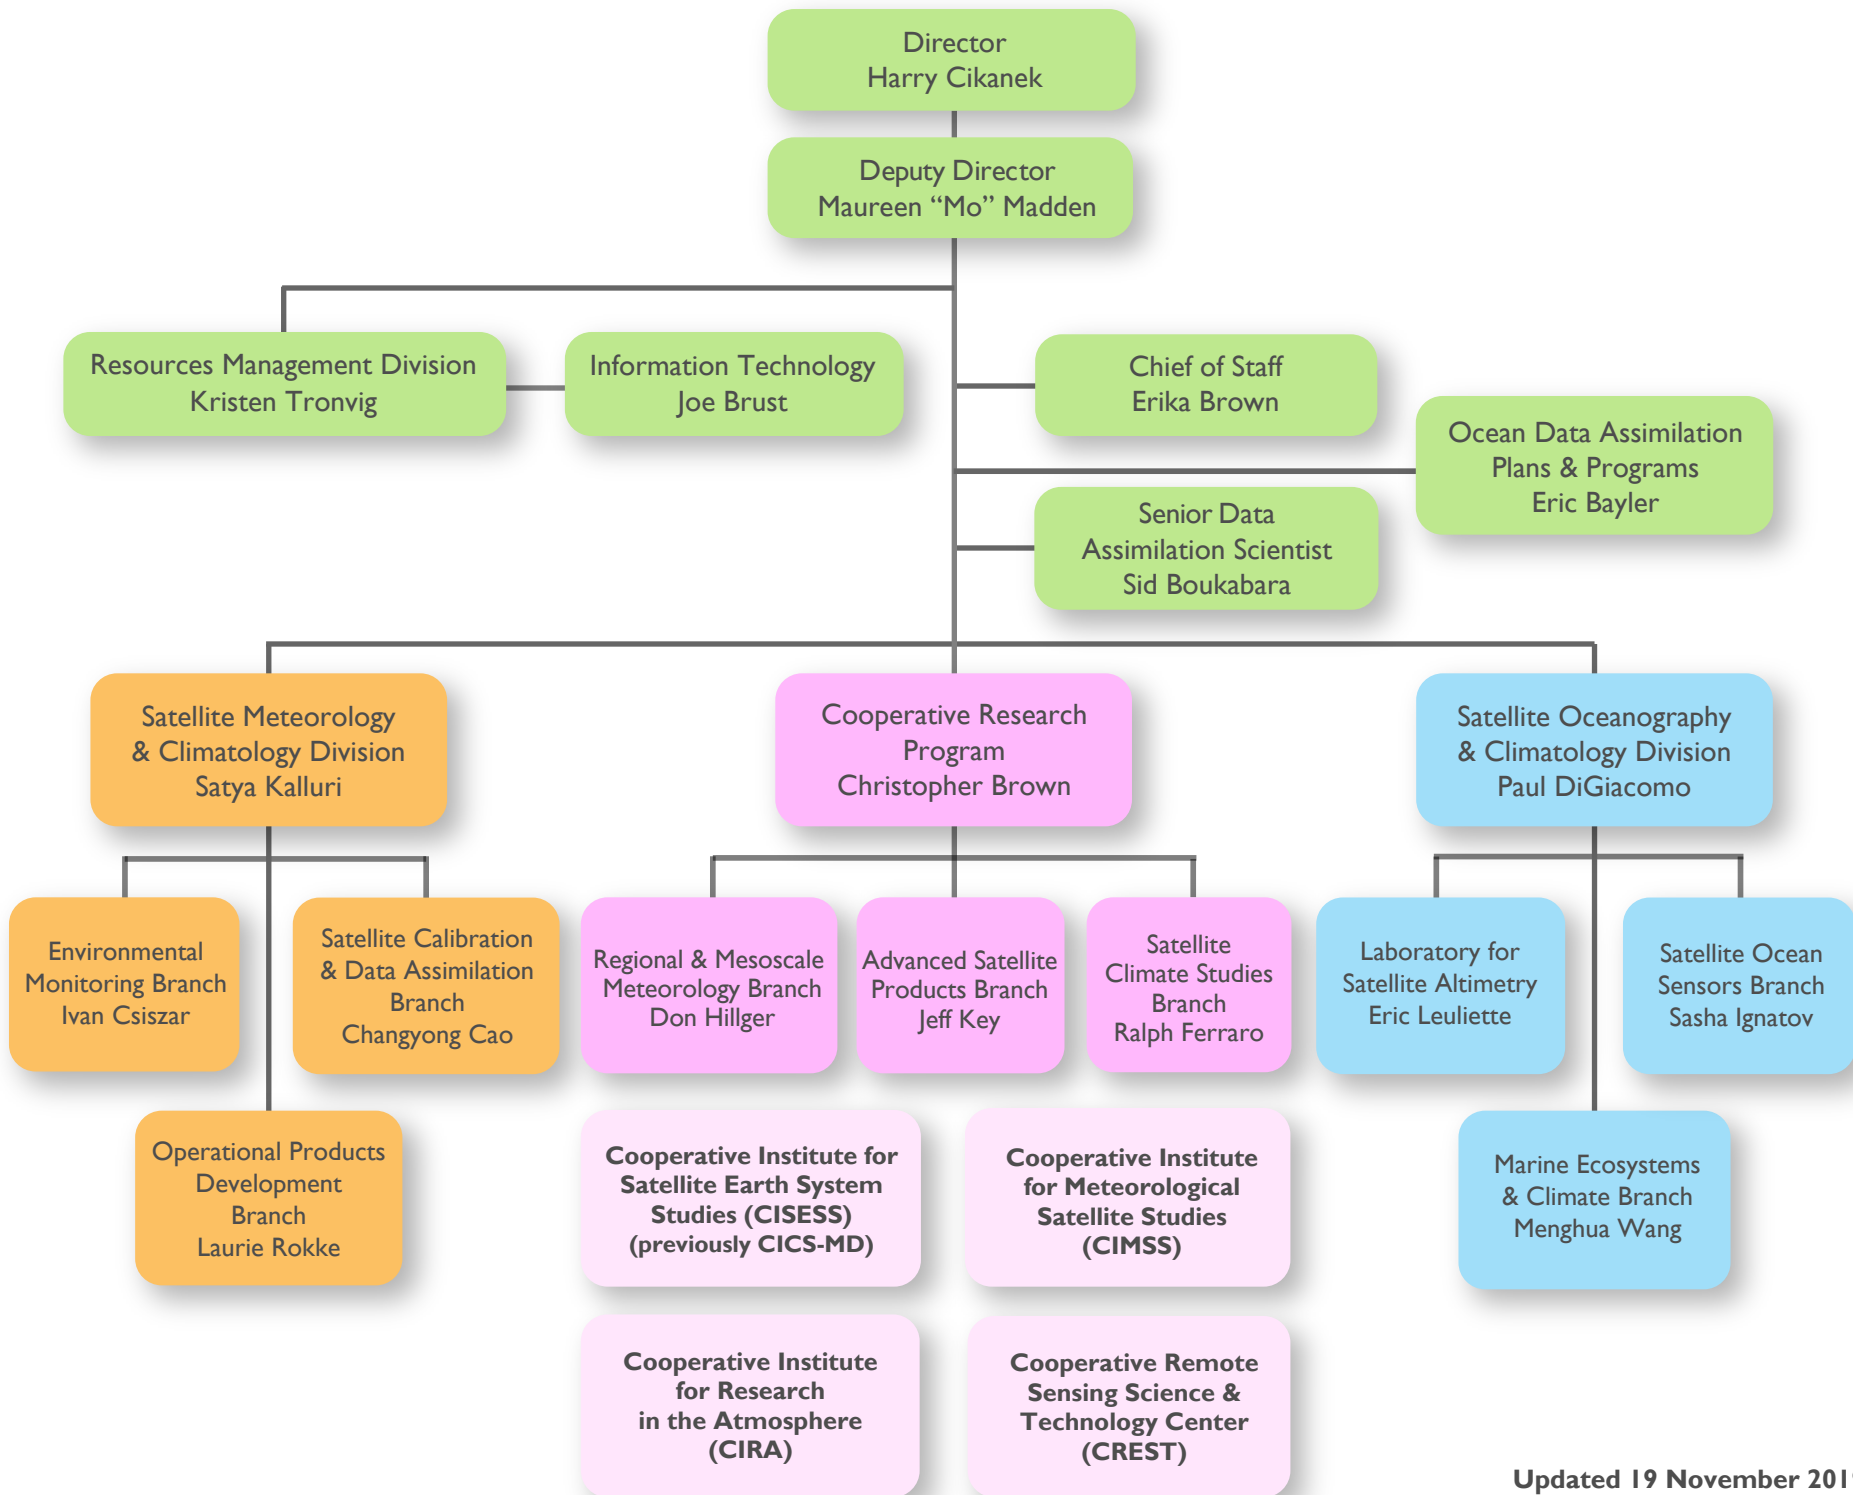 Director
Harry Cikanek
Deputy Director
Maureen “Mo” Madden
Resources Management Division
Kristen Tronvig
Information Technology
Joe Brust
Chief of Staff
Erika Brown
Ocean Data Assimilation
Plans & Programs
Eric Bayler
Senior Data
Assimilation Scientist
Sid Boukabara
Satellite Meteorology
& Climatology Division
Satya Kalluri
Cooperative Research
Program
Christopher Brown
Satellite Oceanography
& Climatology Division
Paul DiGiacomo
Environmental
Monitoring Branch
Ivan Csiszar
Satellite Calibration
& Data Assimilation
Branch
Changyong Cao
Regional & Mesoscale
Meteorology Branch
Don Hillger
Advanced Satellite
Products Branch
Jeff Key
Satellite
Climate Studies
Branch
Ralph Ferraro
Laboratory for
Satellite Altimetry
Eric Leuliette
Satellite Ocean
Sensors Branch
Sasha Ignatov
Operational Products
Development
Branch
Laurie Rokke
Cooperative Institute for
Satellite Earth System
Studies (CISESS)
(previously CICS-MD)
Cooperative Institute
for Meteorological
Satellite Studies
(CIMSS)
Marine Ecosystems
& Climate Branch
Menghua Wang
Cooperative Institute
for Research
in the Atmosphere
(CIRA)
Cooperative Remote
Sensing Science &
Technology Center
(CREST)
Updated 19 November